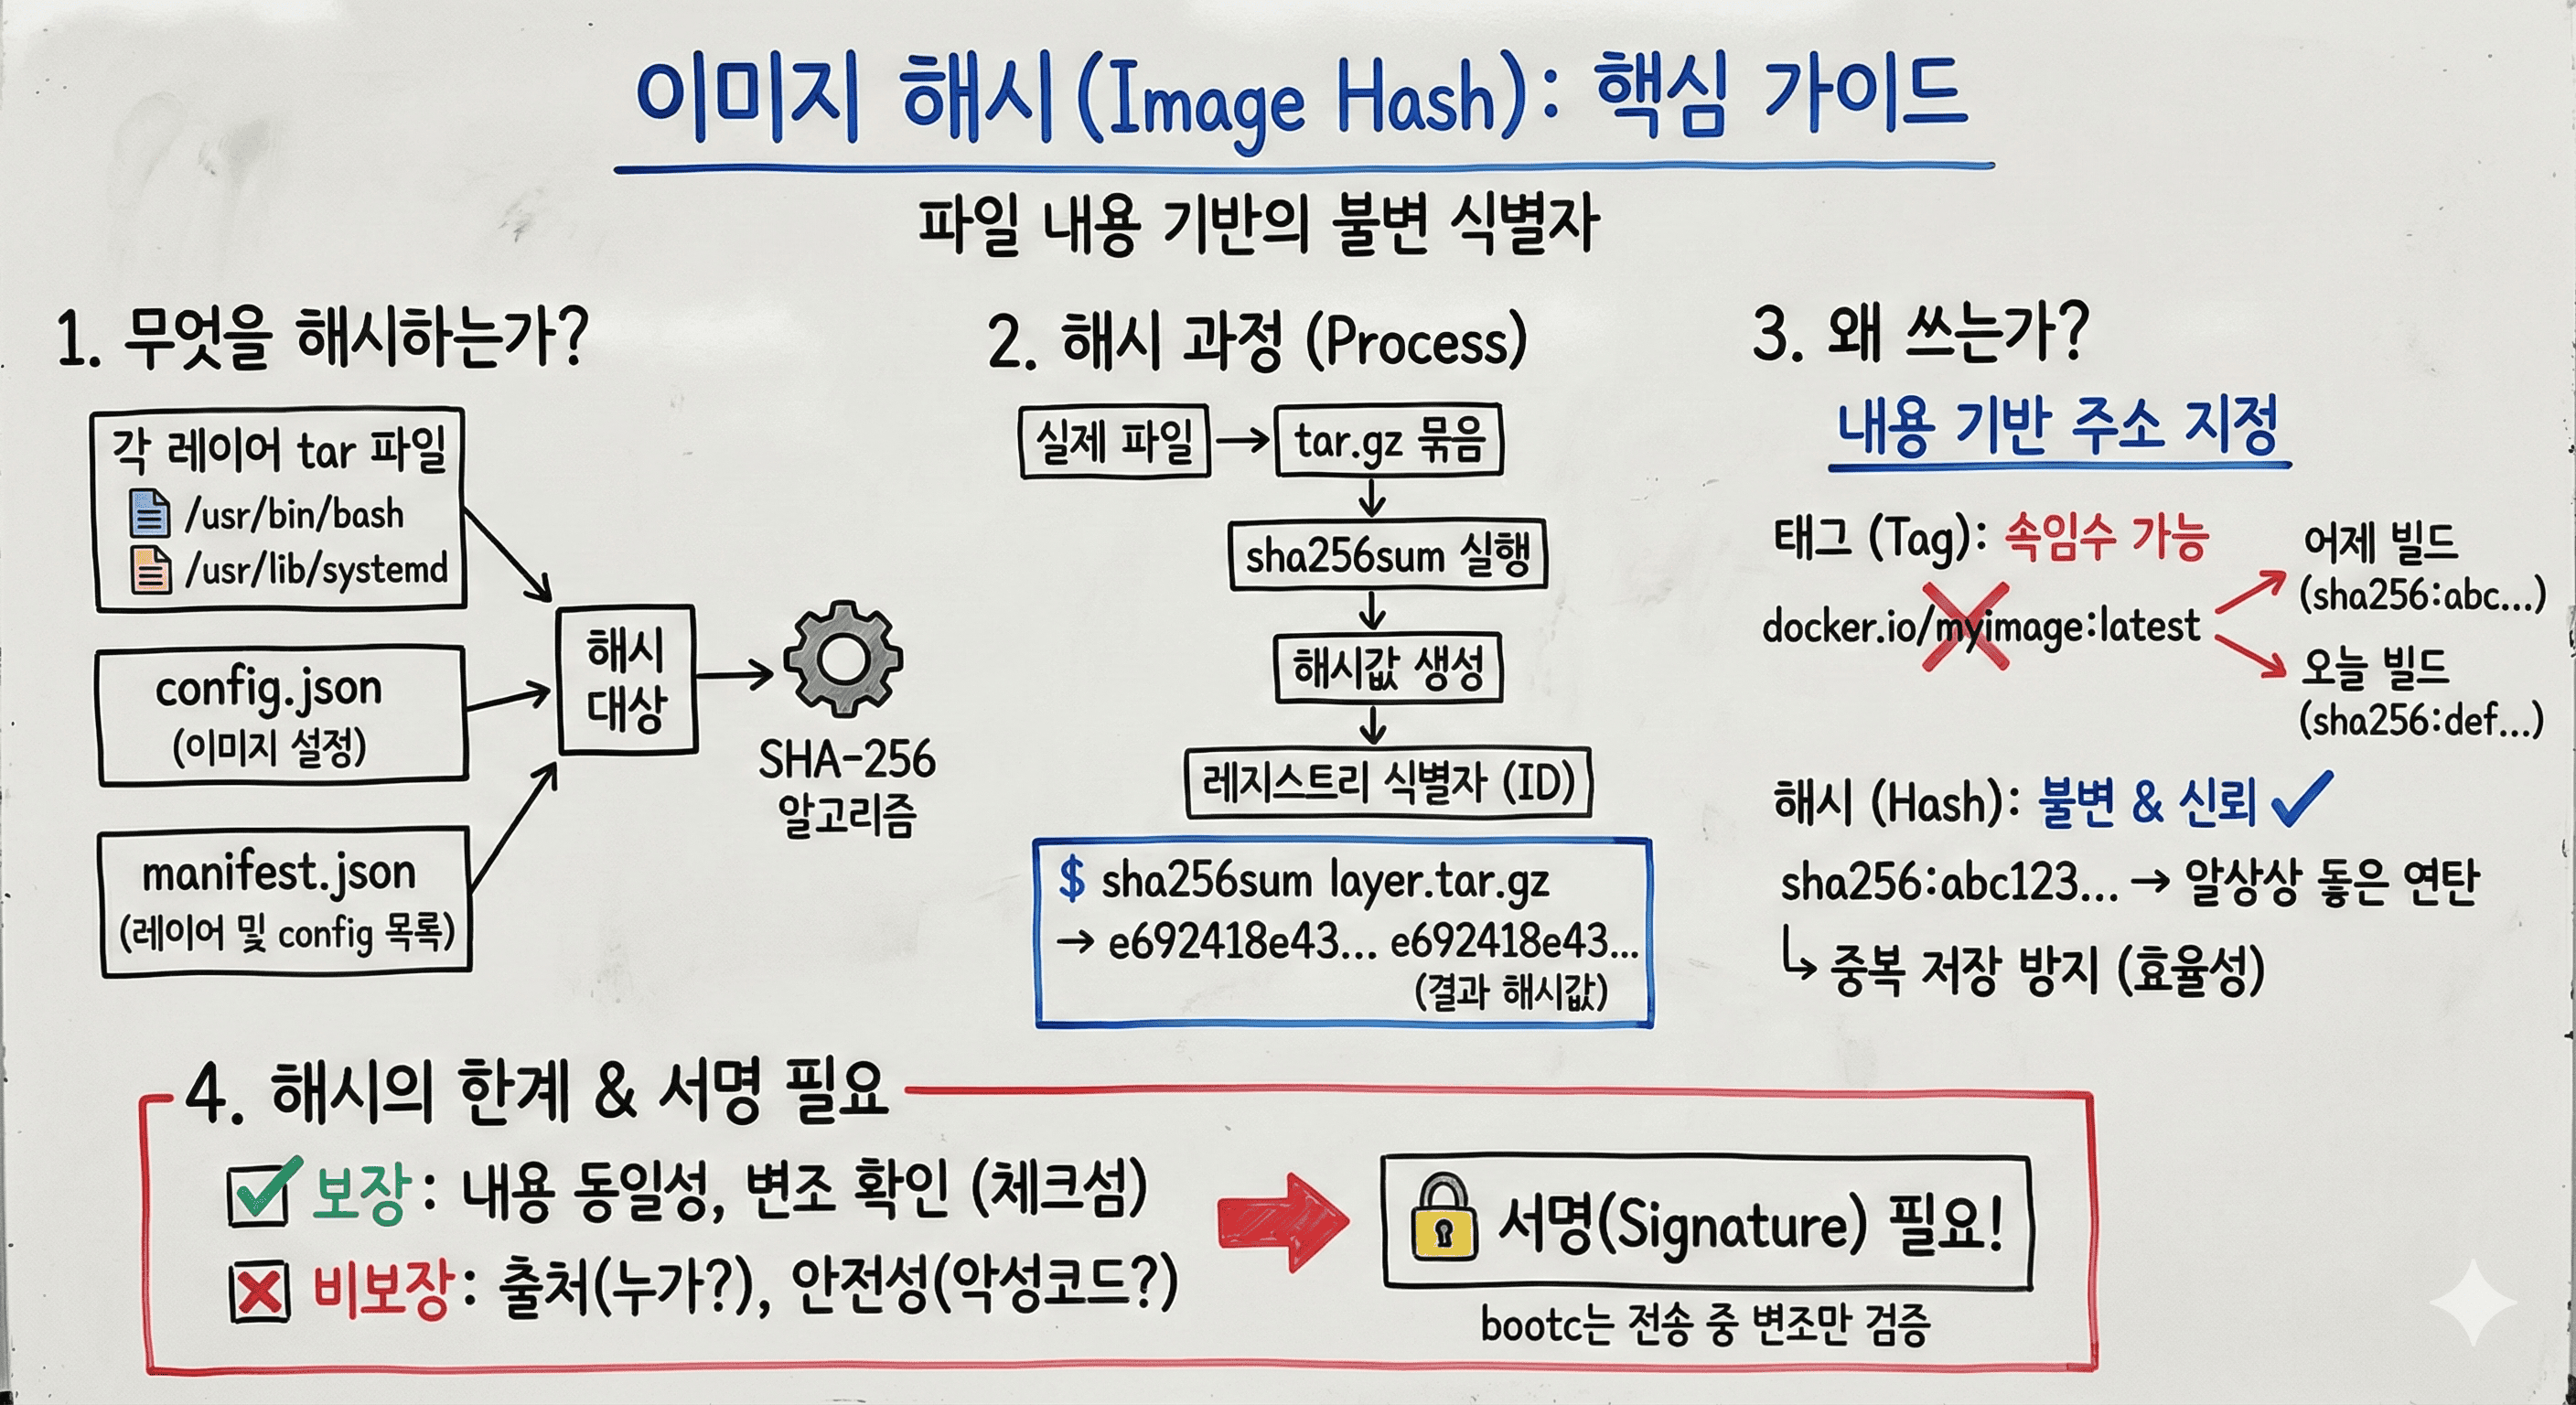 이미지 해시(Image Hash): 핵심 가이드
파일 내용 기반의 불변 식별자
1. 무엇을 해시하는가?
각 레이어 tar 파일
/usr/bin/bash
/usr/lib/systemd
config.json
(이미지 설정)
manifest.json
(레이어 및 config 목록)
해시
대상
SHA-256
알고리즘
2. 해시 과정 (Process)
실제 파일
tar.gz 묶음
sha256sum 실행
해시값 생성
레지스트리 식별자 (ID)
$ sha256sum layer.tar.gz
→ e692418e43... e692418e43...
(결과 해시값)
3. 왜 쓰는가?
내용 기반 주소 지정
태그 (Tag): 속임수 가능
docker.io/myimage:latest
어제 빌드
(sha256:abc...)
오늘 빌드
(sha256:def...)
해시 (Hash): 불변 & 신뢰 ✓
sha256:abc123... → 알상상 돟은 연탄
↳ 중복 저장 방지 (효율성)
4. 해시의 한계 & 서명 필요
보장: 내용 동일성, 변조 확인 (체크섬)
비보장: 출처(누가?), 안전성(악성코드?)
서명(Signature) 필요!
bootc는 전송 중 변조만 검증